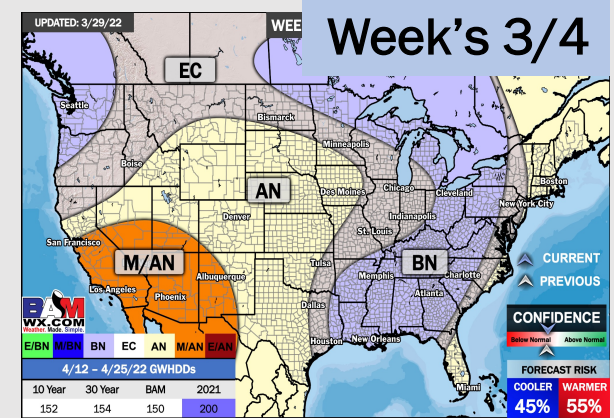 UPDATED: 3/29/22
WEE
Week's 3/4
EC
Seattle
Bismarck
Minneapolis
Boise
AN
Des Moines
Chicago
Cleveland
Boston
New York City
Denver
Indianapolis
San Francisco
St. Louis
M/AN
BN
CURRENT
Albuquerque
Tulsa
Memphis
Charlotte
PREVIOUS
Los Angeles
Phoenix
Atlanta
Dallas
BAM
WX.COM
Weather. Made. Simple.
CONFIDENCE
Houston
New Orleans
Below Normal Above Normal
E/BN M/BN BN EC AN M/AN E/AN
4/12 – 4/25/22 GWHDDs
FORECAST RISK
Miami
10 Year 30 Year BAM 2021
COOLER WARMER
152 154 150 200
45% 55%